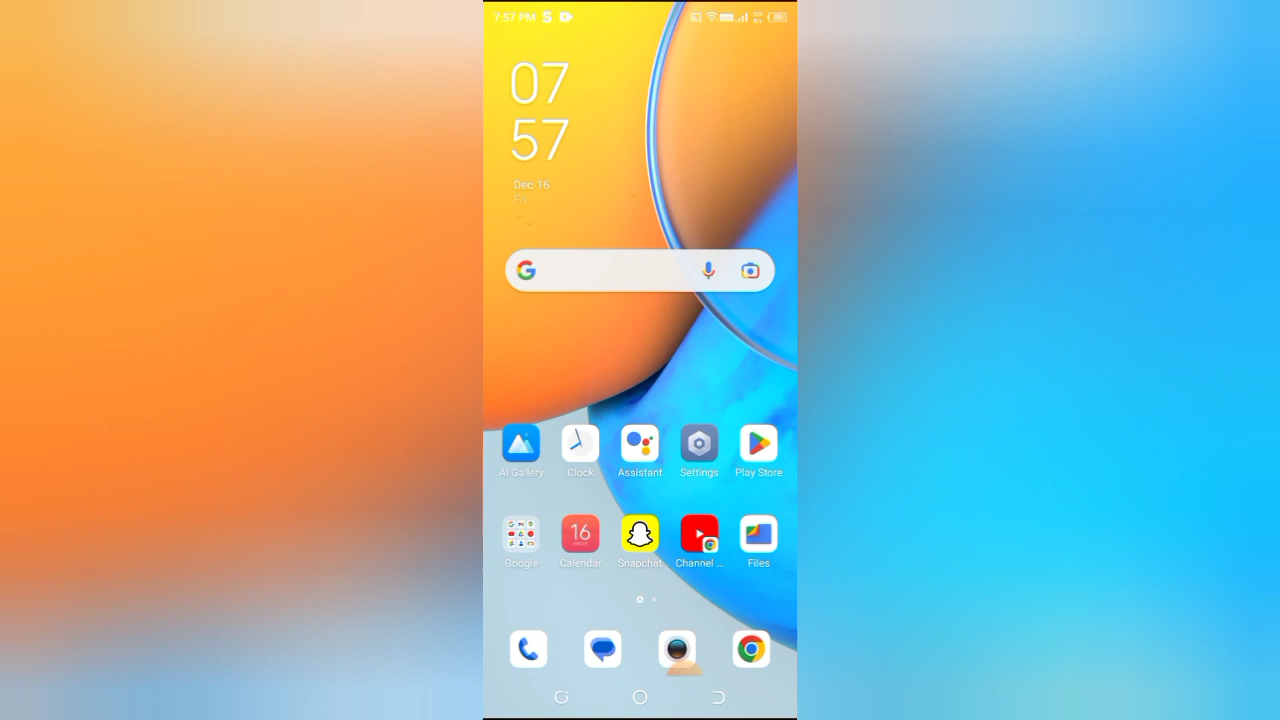 7:57 PM
07
57
Dec 16
Fri
AI Gallery
Clock
Assistant
Settings
Play Store
Google
16
Calendar
Snapchat
Channel ...
Files